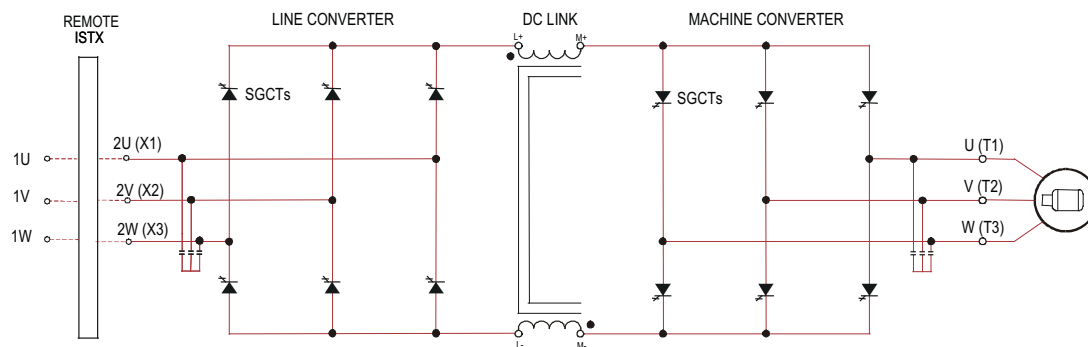 REMOTE
ISTX
LINE CONVERTER
DC LINK
MACHINE CONVERTER
L+
M+
SGCTs
SGCTs
1U
2U (X1)
U (T1)
1V
2V (X2)
V (T2)
1W
2W (X3)
W (T3)
L-
M-